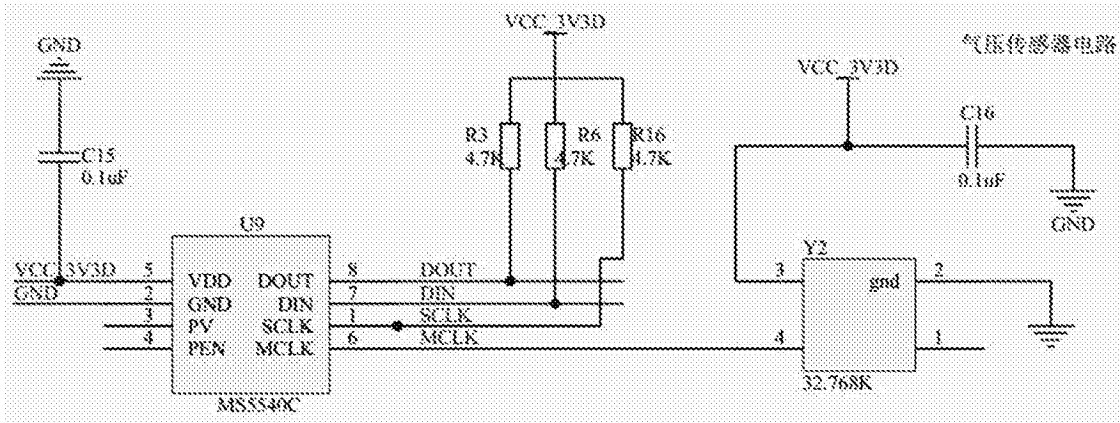 VCC_3V3D
GND
气压传感器电路
VCC_3V3D
R3
R6
R16
C16
4.7K
4.7K
4.7K
C15
0.1uF
0.1uF
GND
U9
Y2
VCC_3V3D
5
VDD
DOUT
8
DOUT
3
gnd
2
GND
2
GND
DIN
7
DIN
3
PV
SCLK
1
SCLK
4
PEN
MCLK
6
MCLK
4
1
MS5540C
32.768K